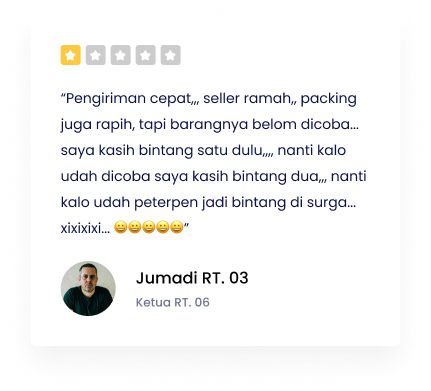 “Pengiriman cepat,,, seller ramah,, packing
juga rapih, tapi barangnya belom dicoba...
saya kasih bintang satu dulu,,,, nanti kalo
udah dicoba saya kasih bintang dua,,, nanti
kalo udah peterpen jadi bintang di surga...
xixixixi... 😀😀😀😀😀”
Jumadi RT. 03
Ketua RT. 06